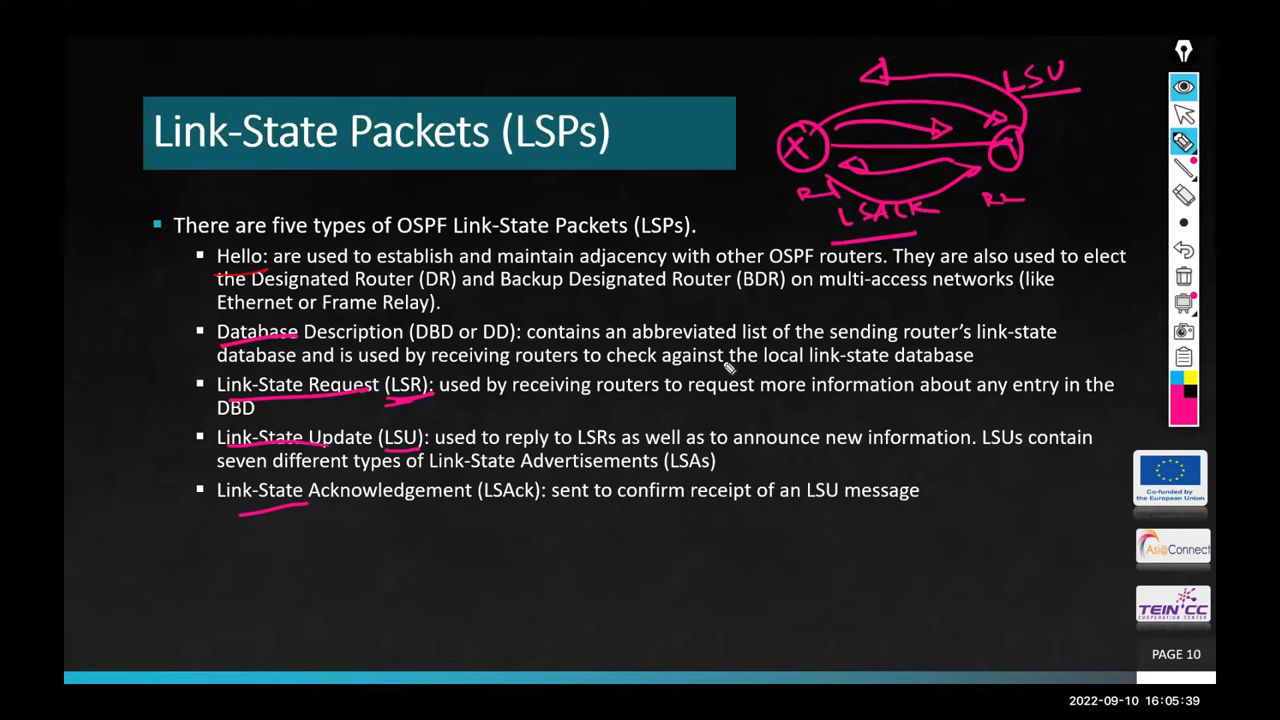 LSU
Link-State Packets (LSPs)
R1
R2
LSACK
There are five types of OSPF Link-State Packets (LSPs).
Hello: are used to establish and maintain adjacency with other OSPF routers. They are also used to elect
the Designated Router (DR) and Backup Designated Router (BDR) on multi-access networks (like
Ethernet or Frame Relay).
Database Description (DBD or DD): contains an abbreviated list of the sending router’s link-state
database and is used by receiving routers to check against the local link-state database
Link-State Request (LSR): used by receiving routers to request more information about any entry in the
DBD
Link-State Update (LSU): used to reply to LSRs as well as to announce new information. LSUs contain
seven different types of Link-State Advertisements (LSAs)
Link-State Acknowledgement (LSAck): sent to confirm receipt of an LSU message
Co-funded by
the European Union
Asi@Connect
TEIN*CC
COOPERATION CENTER
PAGE 10
2022-09-10 16:05:39